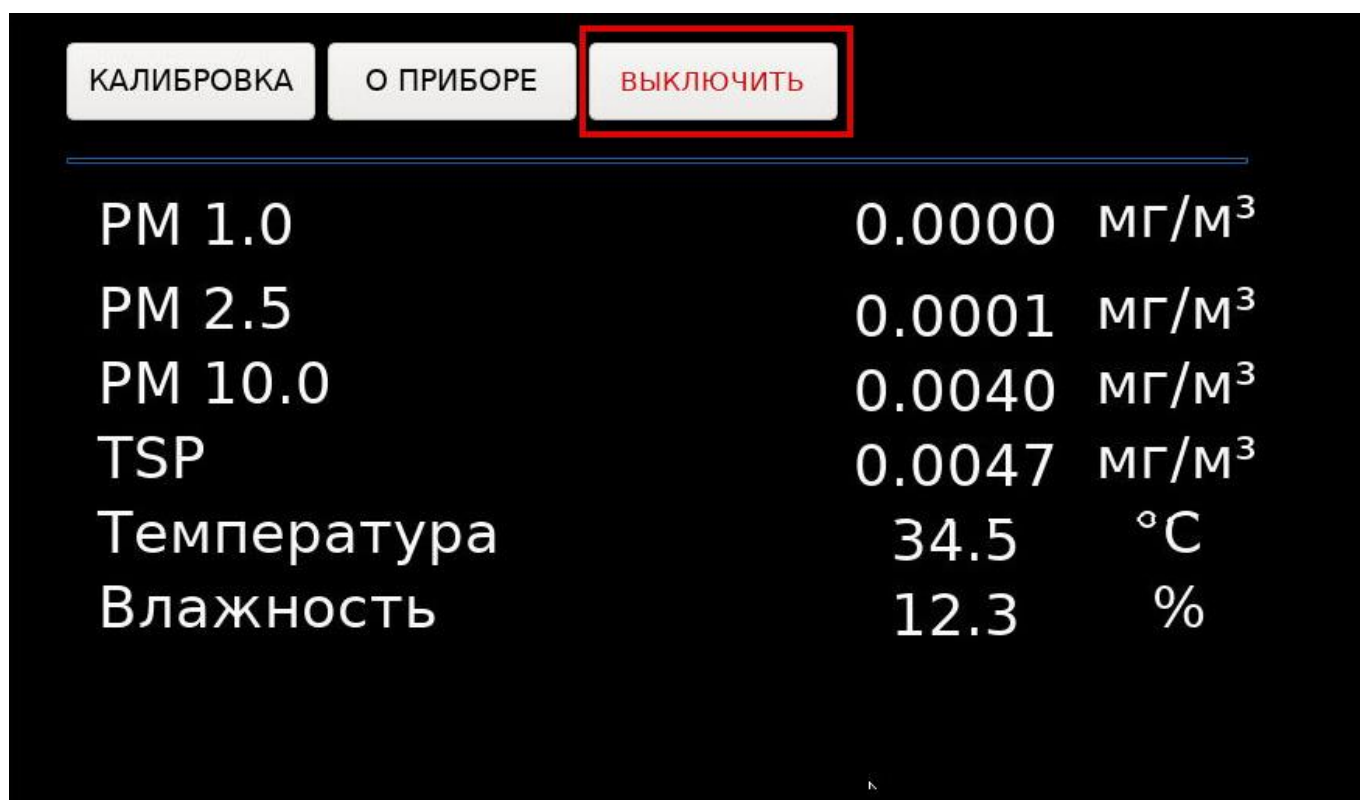 КАЛИБРОВКА О ПРИБОРЕ ВЫКЛЮЧИТЬ
PM 1.0 0.0000 мг/м³
PM 2.5 0.0001 мг/м³
PM 10.0 0.0040 мг/м³
TSP 0.0047 мг/м³
Температура 34.5 °C
Влажность 12.3 %